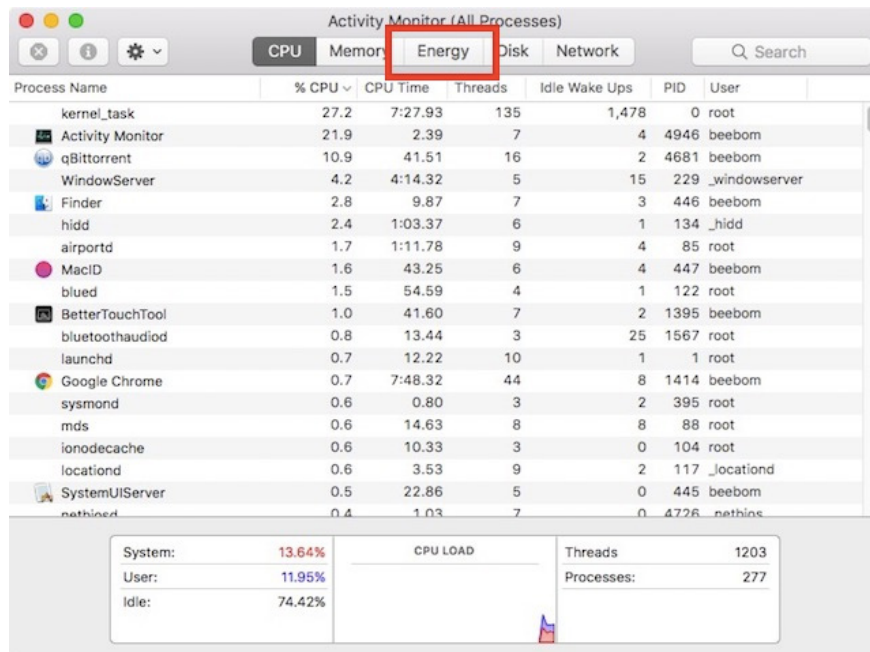 Activity Monitor (All Processes)
CPU Memory Energy Disk Network Search
Process Name % CPU CPU Time Threads Idle Wake Ups PID User
kernel_task 27.2 7:27.93 135 1,478 0 root
Activity Monitor 21.9 2.39 7 4 4946 beebom
qBittorrent 10.9 41.51 16 2 4681 beebom
WindowServer 4.2 4:14.32 5 15 229 _windowserver
Finder 2.8 9.87 7 3 446 beebom
hidd 2.4 1:03.37 6 1 134 _hidd
airportd 1.7 1:11.78 9 4 85 root
MacID 1.6 43.25 6 4 447 beebom
blued 1.5 54.59 4 1 122 root
BetterTouchTool 1.0 41.60 7 2 1395 beebom
bluetoothaudiod 0.8 13.44 3 25 1567 root
launchd 0.7 12.22 10 1 1 root
Google Chrome 0.7 7:48.32 44 8 1414 beebom
sysmond 0.6 0.80 3 2 395 root
mds 0.6 14.63 8 8 88 root
ionodecache 0.6 10.33 3 0 104 root
locationd 0.6 3.53 9 2 117 _locationd
SystemUIServer 0.5 22.86 5 0 445 beebom
netbiosd 0.4 1.03 7 0 4726 _netbios
System: 13.64% CPU LOAD Threads 1203
User: 11.95% Processes: 277
Idle: 74.42%